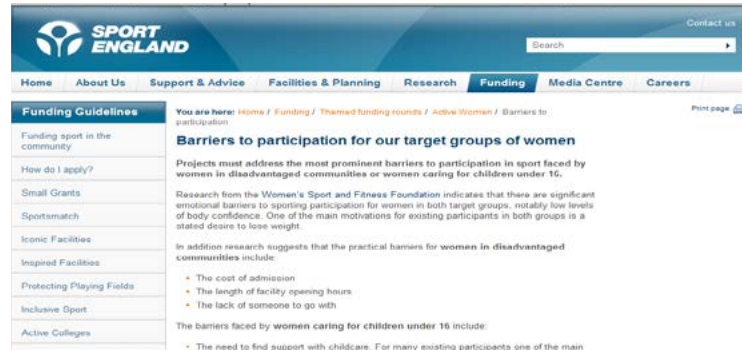 Contact us
SPORT
ENGLAND
Search
Home About Us Support & Advice Facilities & Planning Research Funding Media Centre Careers
Funding Guidelines
Funding sport in the
community
How do I apply?
Small Grants
Sportsmatch
Iconic Facilities
Inspired Facilities
Protecting Playing Fields
Inclusive Sport
Active Colleges
You are here: Home / Funding / Themed funding rounds / Active Women / Barriers to
participation
Print page
Barriers to participation for our target groups of women
Projects must address the most prominent barriers to participation in sport faced by
women in disadvantaged communities or women caring for children under 16.
Research from the Women's Sport and Fitness Foundation indicates that there are significant
emotional barriers to sporting participation for women in both target groups, notably low levels
of body confidence. One of the main motivations for existing participants in both groups is a
stated desire to lose weight.
In addition research suggests that the practical barriers for women in disadvantaged
communities include:
• The cost of admission
• The length of facility opening hours
• The lack of someone to go with
The barriers faced by women caring for children under 16 include:
• The need to find support with childcare. For many existing participants one of the main